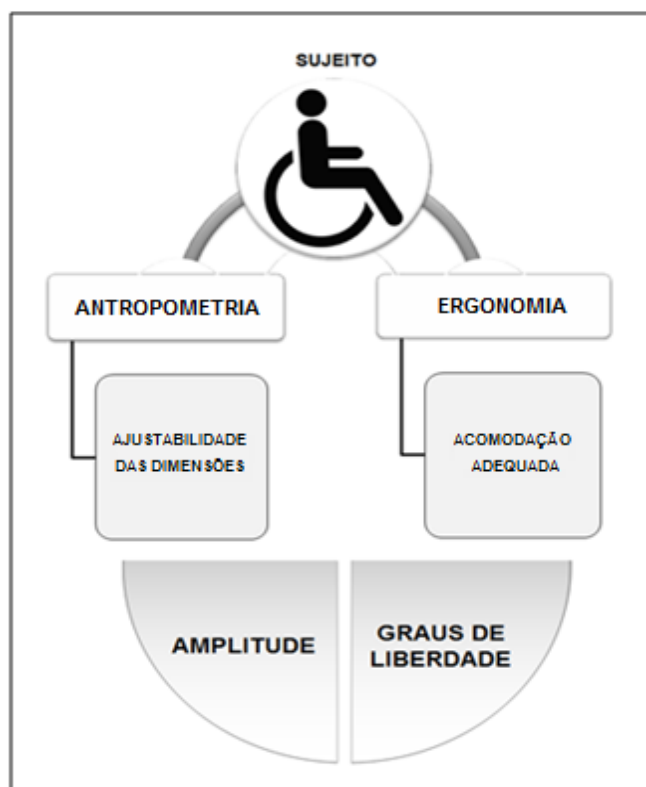 SUJEITO
ANTROPOMETRIA
ERGONOMIA
AJUSTABILIDADE
DAS DIMENSÕES
ACOMODAÇÃO
ADEQUADA
AMPLITUDE
GRAUS DE
LIBERDADE